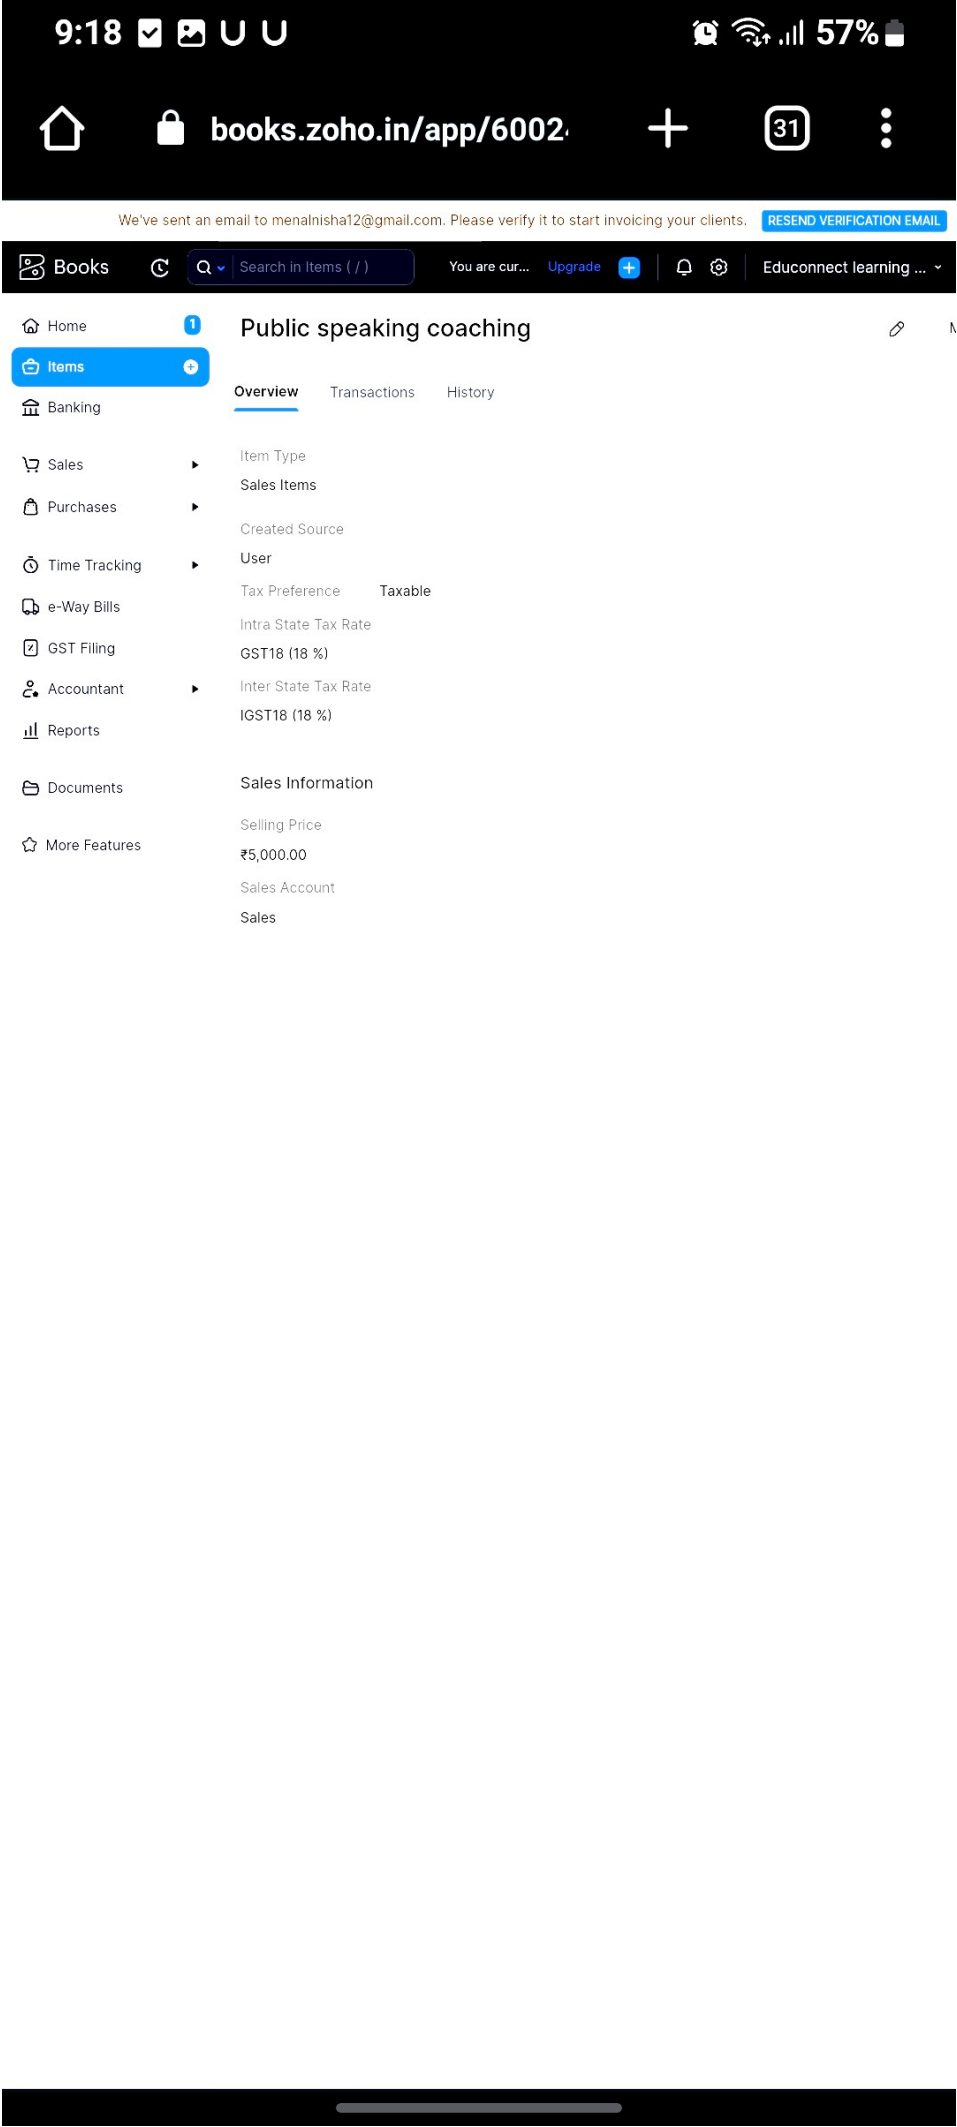 9:18 57%
books.zoho.in/app/6002 31
We've sent an email to menalnisha12@gmail.com. Please verify it to start invoicing your clients. RESEND VERIFICATION EMAIL
Books Search in Items ( / ) You are cur... Upgrade Educonnect learning ...
Home 1
Items
Banking
Sales
Purchases
Time Tracking
e-Way Bills
GST Filing
Accountant
Reports
Documents
More Features
Public speaking coaching
Overview Transactions History
Item Type
Sales Items
Created Source
User
Tax Preference Taxable
Intra State Tax Rate
GST18 (18 %)
Inter State Tax Rate
IGST18 (18 %)
Sales Information
Selling Price
₹5,000.00
Sales Account
Sales